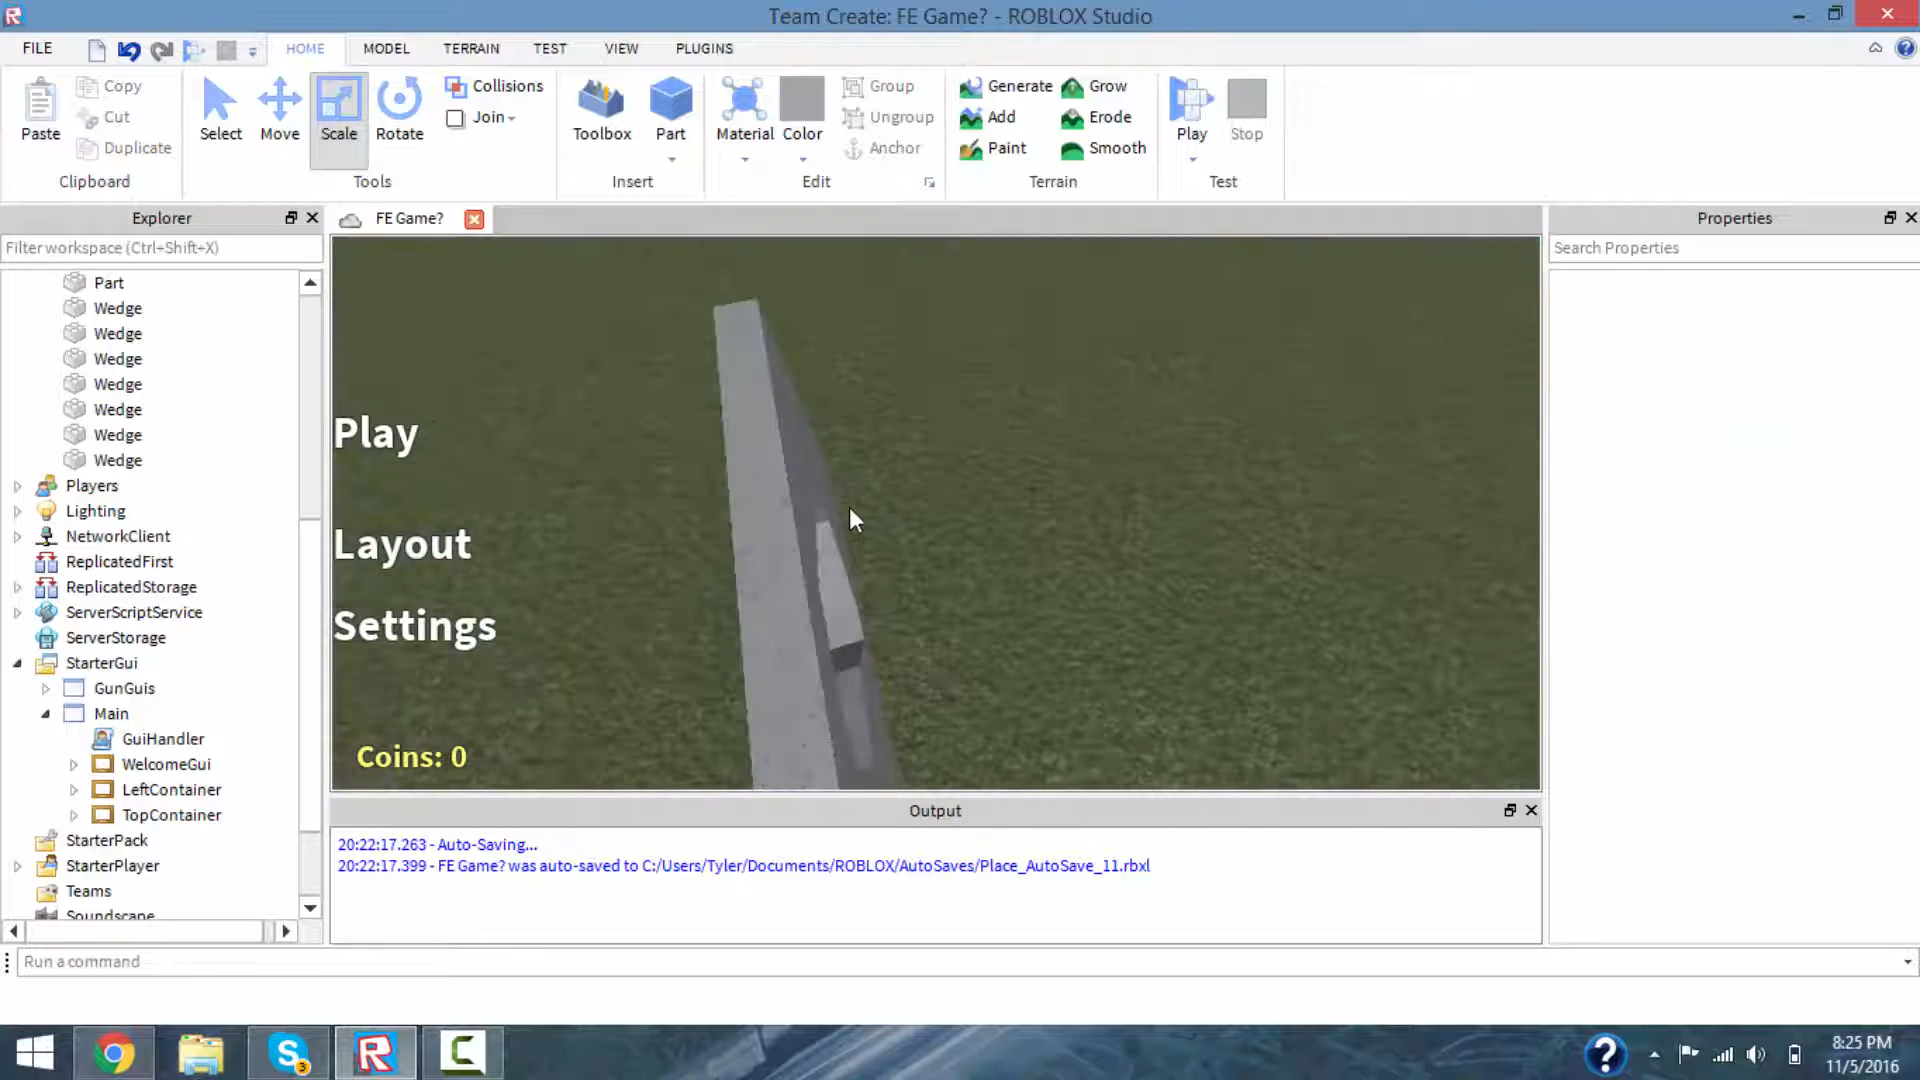 Team Create: FE Game? - ROBLOX Studio
FILE
HOME
MODEL
TERRAIN
TEST
VIEW
PLUGINS
Paste
Copy
Cut
Duplicate
Clipboard
Select
Move
Scale
Rotate
Collisions
Join
Tools
Toolbox
Part
Insert
Material
Color
Group
Ungroup
Anchor
Edit
Generate
Grow
Add
Erode
Paint
Smooth
Terrain
Play
Stop
Test
Explorer
Filter workspace (Ctrl+Shift+X)
Part
Wedge
Wedge
Wedge
Wedge
Wedge
Wedge
Wedge
Players
Lighting
NetworkClient
ReplicatedFirst
ReplicatedStorage
ServerScriptService
ServerStorage
StarterGui
GunGuis
Main
GuiHandler
WelcomeGui
LeftContainer
TopContainer
StarterPack
StarterPlayer
Teams
Soundscape
FE Game?
Play
Layout
Settings
Coins: 0
Properties
Search Properties
Output
20:22:17.263 - Auto-Saving...
20:22:17.399 - FE Game? was auto-saved to C:/Users/Tyler/Documents/ROBLOX/AutoSaves/Place_AutoSave_11.rbxl
Run a command
3
8:25 PM
11/5/2016